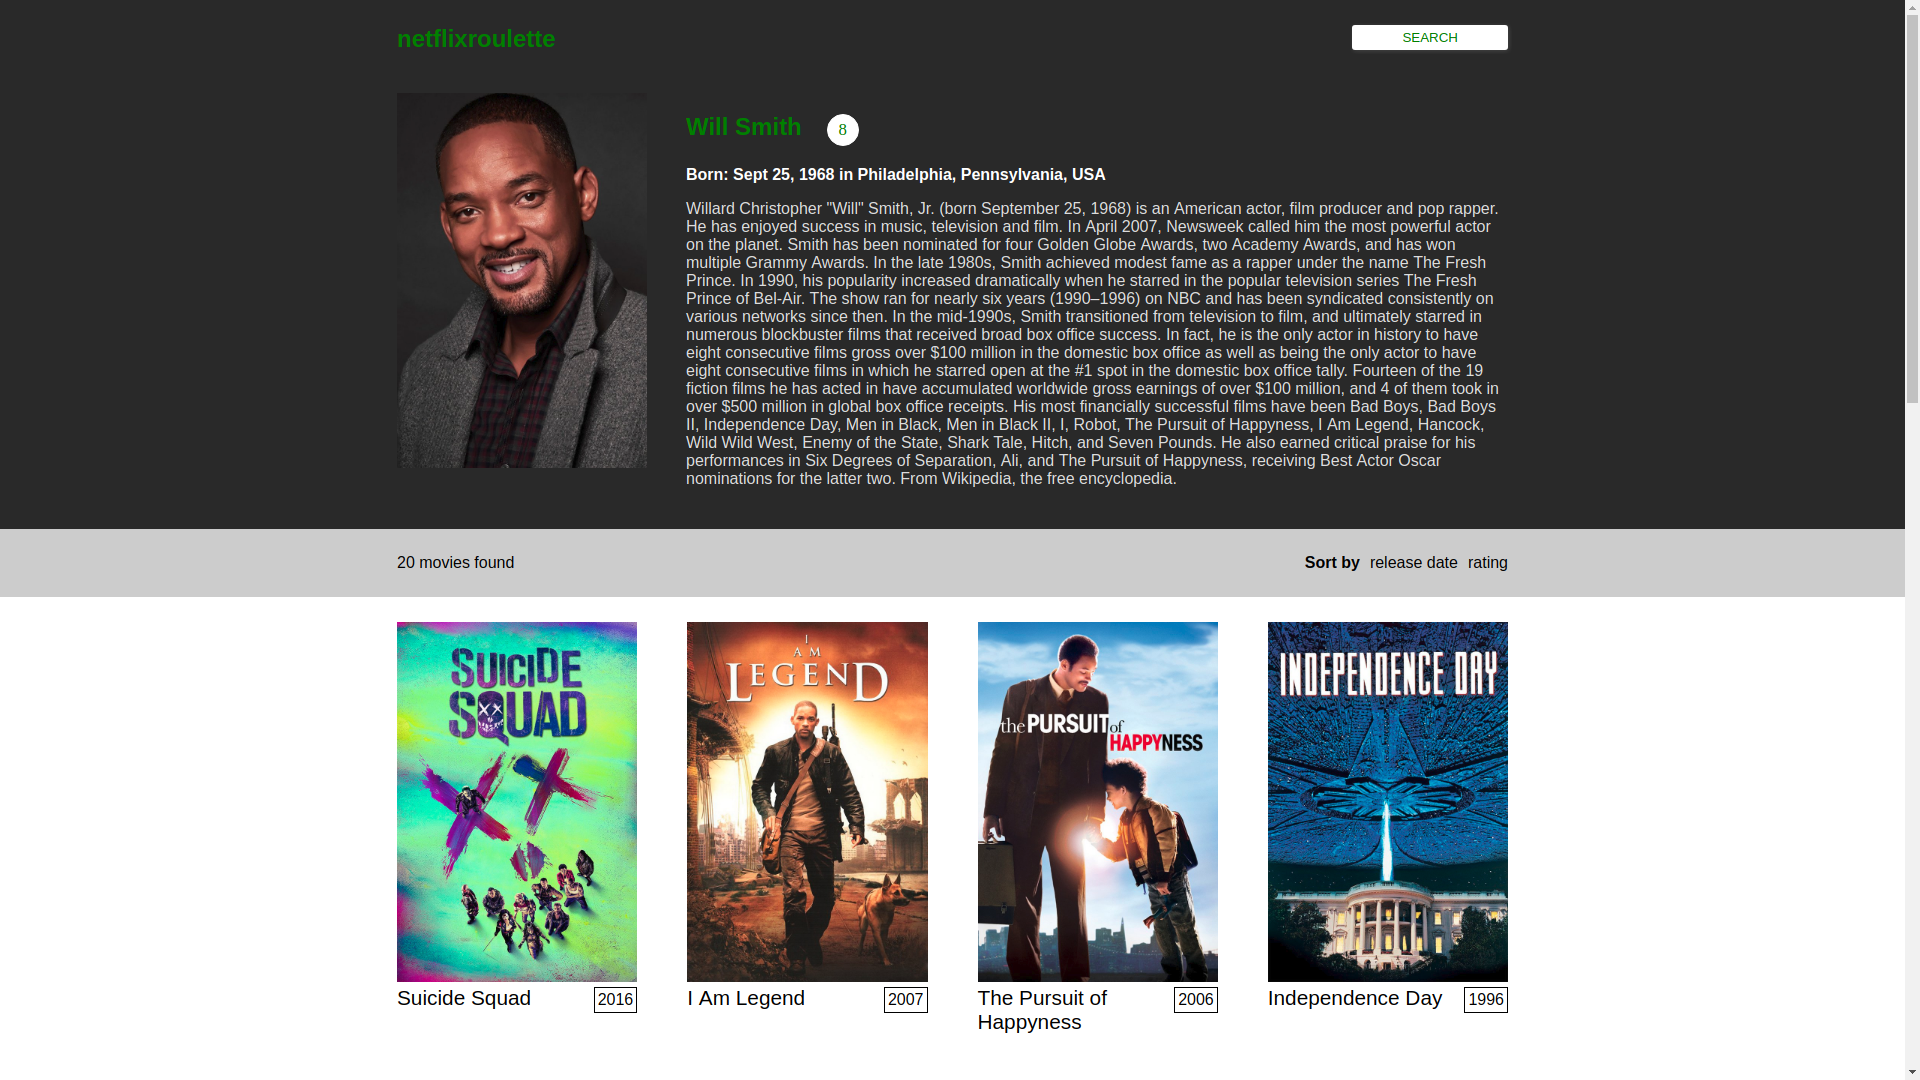 netflixroulette
SEARCH
Will Smith 8
Born: Sept 25, 1968 in Philadelphia, Pennsylvania, USA
Willard Christopher "Will" Smith, Jr. (born September 25, 1968) is an American actor, film producer and pop rapper.
He has enjoyed success in music, television and film. In April 2007, Newsweek called him the most powerful actor
on the planet. Smith has been nominated for four Golden Globe Awards, two Academy Awards, and has won
multiple Grammy Awards. In the late 1980s, Smith achieved modest fame as a rapper under the name The Fresh
Prince. In 1990, his popularity increased dramatically when he starred in the popular television series The Fresh
Prince of Bel-Air. The show ran for nearly six years (1990–1996) on NBC and has been syndicated consistently on
various networks since then. In the mid-1990s, Smith transitioned from television to film, and ultimately starred in
numerous blockbuster films that received broad box office success. In fact, he is the only actor in history to have
eight consecutive films gross over $100 million in the domestic box office as well as being the only actor to have
eight consecutive films in which he starred open at the #1 spot in the domestic box office tally. Fourteen of the 19
fiction films he has acted in have accumulated worldwide gross earnings of over $100 million, and 4 of them took in
over $500 million in global box office receipts. His most financially successful films have been Bad Boys, Bad Boys
II, Independence Day, Men in Black, Men in Black II, I, Robot, The Pursuit of Happyness, I Am Legend, Hancock,
Wild Wild West, Enemy of the State, Shark Tale, Hitch, and Seven Pounds. He also earned critical praise for his
performances in Six Degrees of Separation, Ali, and The Pursuit of Happyness, receiving Best Actor Oscar
nominations for the latter two. From Wikipedia, the free encyclopedia.
20 movies found
Sort by release date rating
SUICIDE
SQUAD
I
AM
LEGEND
the PURSUIT of
HAPPYNESS
INDEPENDENCE DAY
Suicide Squad 2016
I Am Legend 2007
The Pursuit of
Happyness
2006
Independence Day 1996